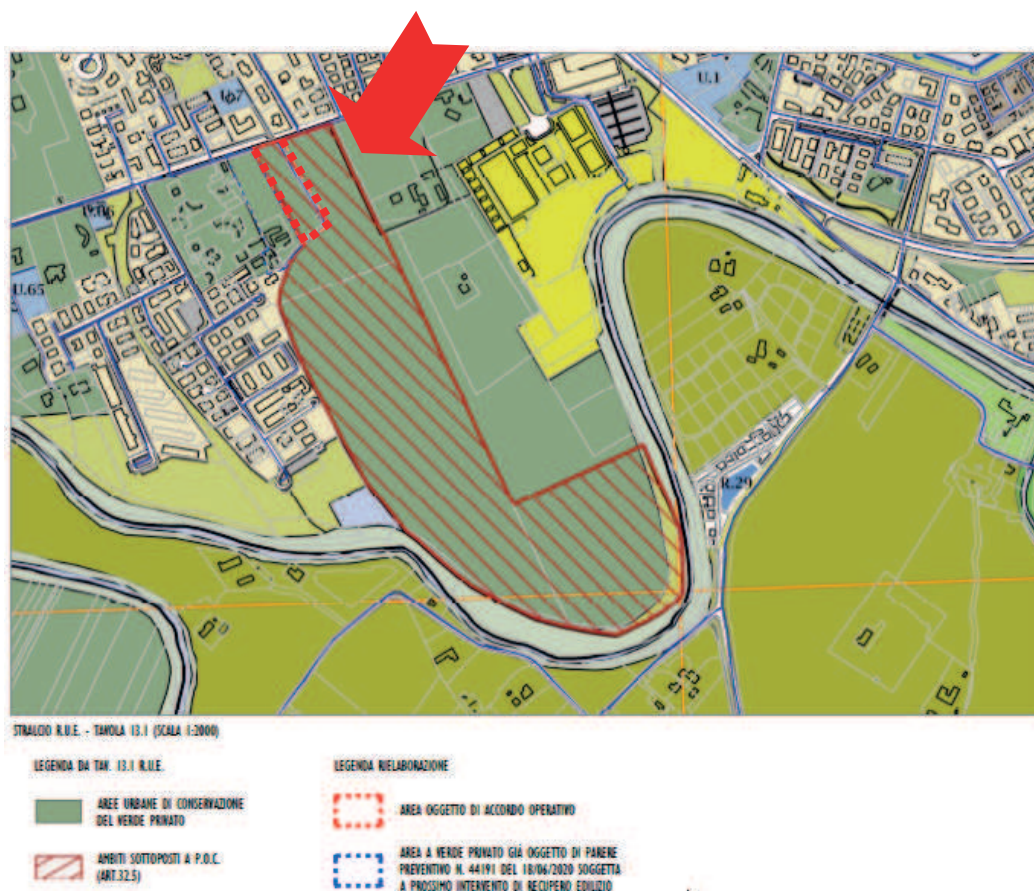 U.1
U.65
R.29
STRALCIO R.U.E. - TAVOLA 13.1 (SCALA 1:2000)
LEGENDA DA TAV. 13.1 R.U.E.
AREE URBANE DI CONSERVAZIONE
DEL VERDE PRIVATO
AMBITI SOTTOPOSTI A P.O.C.
(ART.32.5)
LEGENDA RIELABORAZIONE
AREA OGGETTO DI ACCORDO OPERATIVO
AREA A VERDE PRIVATO GIÀ OGGETTO DI PARERE
PREVENTIVO N. 44191 DEL 18/06/2020 SOGGETTA
A PROSSIMO INTERVENTO DI RECUPERO EDILIZIO